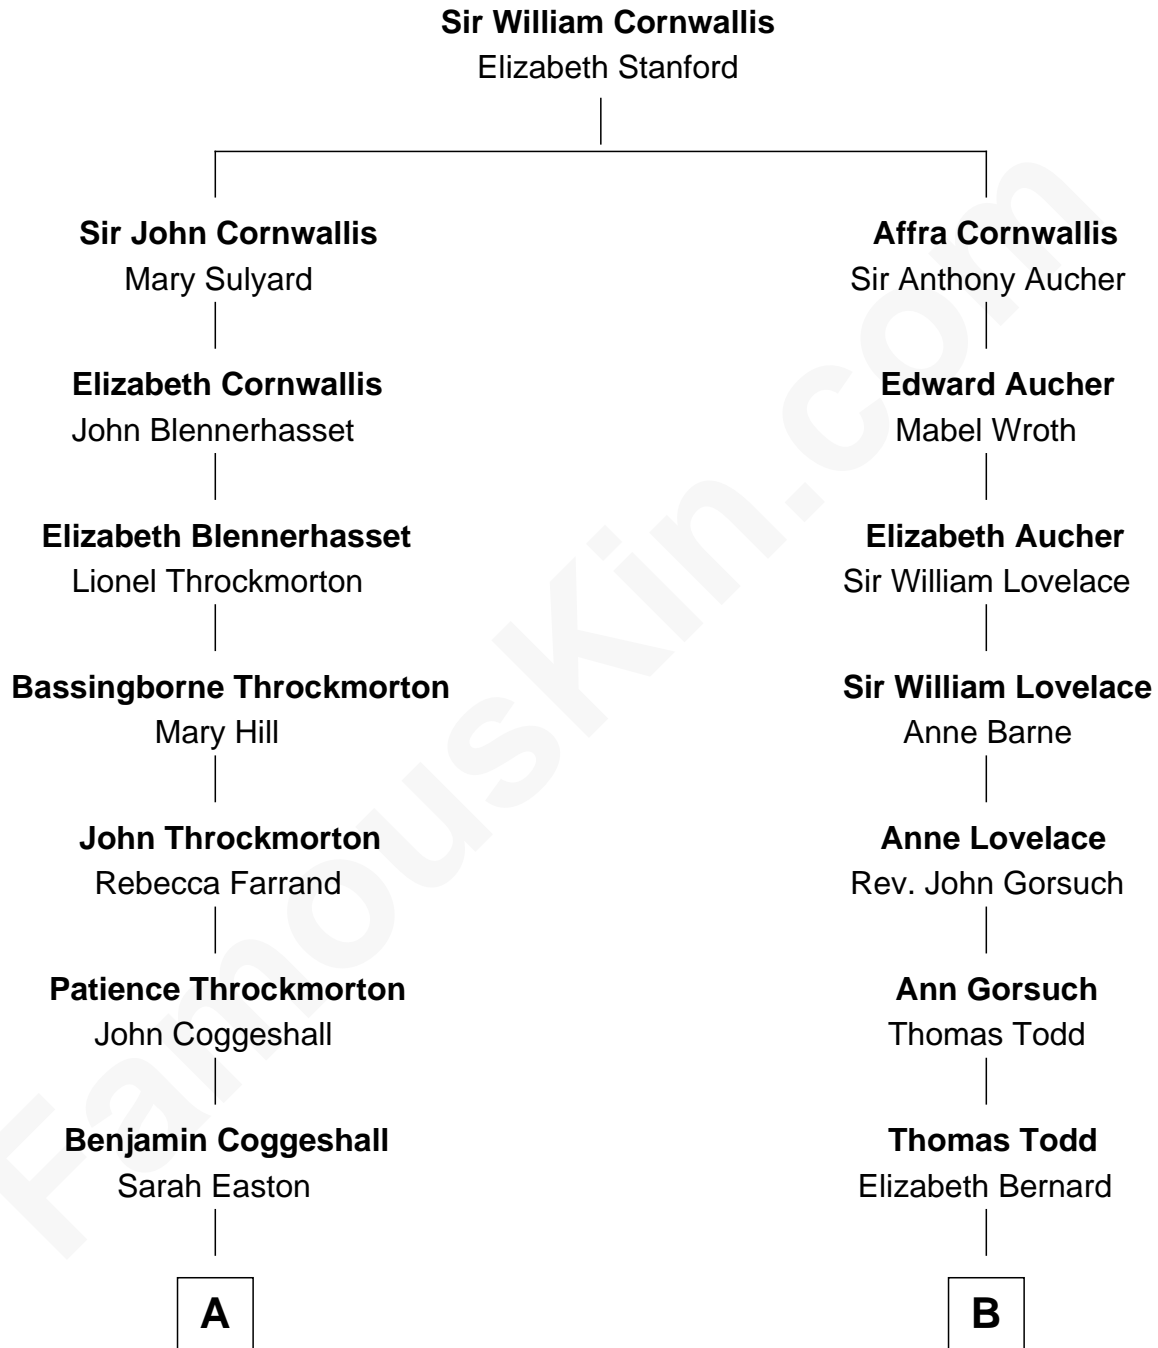 Sir William Cornwallis
Elizabeth Stanford
Sir John Cornwallis
Mary Sulyard
Affra Cornwallis
Sir Anthony Aucher
Elizabeth Cornwallis
John Blennerhasset
Edward Aucher
Mabel Wroth
Elizabeth Blennerhasset
Lionel Throckmorton
Elizabeth Aucher
Sir William Lovelace
Bassingborne Throckmorton
Mary Hill
Sir William Lovelace
Anne Barne
John Throckmorton
Rebecca Farrand
Anne Lovelace
Rev. John Gorsuch
Patience Throckmorton
John Coggeshall
Ann Gorsuch
Thomas Todd
Benjamin Coggeshall
Sarah Easton
Thomas Todd
Elizabeth Bernard
A
B
FamousKin.com